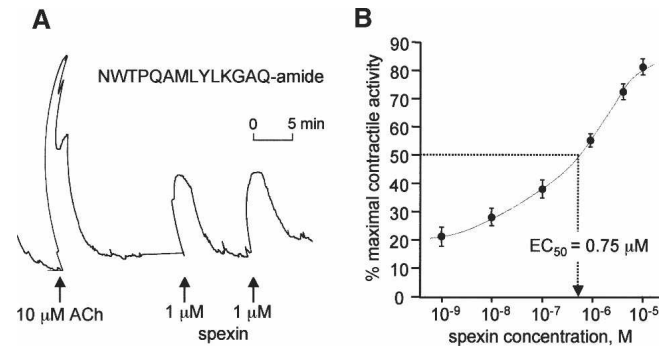 A
NWTPQAMLYLKGAQ-amide
0 5 min
10 μM ACh
1 μM
1 μM
spexin
B
% maximal contractile activity
90
80
70
60
50
40
30
20
10
0
EC₅₀ = 0.75 μM
10⁻⁹ 10⁻⁸ 10⁻⁷ 10⁻⁶ 10⁻⁵
spexin concentration, M